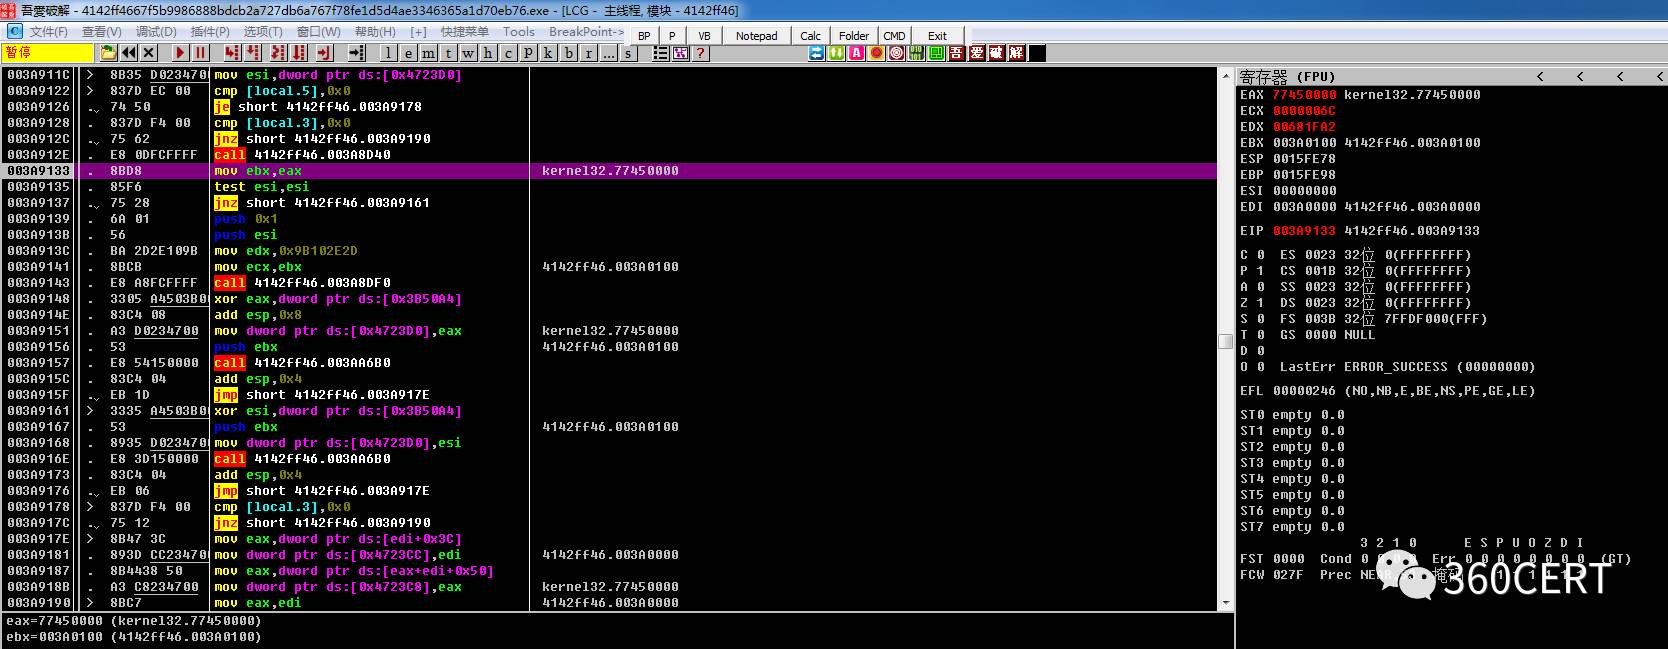 吾爱破解 - 4142ff4667f5b9986888bdcb2a727db6a767f78fe1d5d4ae3346365a1d70eb76.exe - [LCG - 主线程, 模块 - 4142ff46]
文件(F) 查看(V) 调试(D) 插件(P) 选项(T) 窗口(W) 帮助(H) [+] 快捷菜单 Tools BreakPoint-> BP P VB Notepad Calc Folder CMD Exit
暂停 l e m t w h c p k b r ... s ? 吾 爱 破 解
003A911C > 8B35 D0234700 mov esi,dword ptr ds:[0x4723D0]
003A9122 > 837D EC 00 cmp [local.5],0x0
003A9126 . 74 50 je short 4142ff46.003A9178
003A9128 . 837D F4 00 cmp [local.3],0x0
003A912C . 75 62 jnz short 4142ff46.003A9190
003A912E . E8 0DFCFFFF call 4142ff46.003A8D40
003A9133 . 8BD8 mov ebx,eax kernel32.77450000
003A9135 . 85F6 test esi,esi
003A9137 . 75 28 jnz short 4142ff46.003A9161
003A9139 . 6A 01 push 0x1
003A913B . 56 push esi
003A913C . BA 2D2E109B mov edx,0x9B102E2D
003A9141 . 8BCB mov ecx,ebx 4142ff46.003A0100
003A9143 . E8 A8FCFFFF call 4142ff46.003A8DF0
003A9148 . 3305 A4503B0 xor eax,dword ptr ds:[0x3B50A4]
003A914E . 83C4 08 add esp,0x8
003A9151 . A3 D0234700 mov dword ptr ds:[0x4723D0],eax kernel32.77450000
003A9156 . 53 push ebx 4142ff46.003A0100
003A9157 . E8 54150000 call 4142ff46.003AA6B0
003A915C . 83C4 04 add esp,0x4
003A915F . EB 1D jmp short 4142ff46.003A917E
003A9161 > 3335 A4503B0 xor esi,dword ptr ds:[0x3B50A4]
003A9167 . 53 push ebx 4142ff46.003A0100
003A9168 . 8935 D0234700 mov dword ptr ds:[0x4723D0],esi
003A916E . E8 3D150000 call 4142ff46.003AA6B0
003A9173 . 83C4 04 add esp,0x4
003A9176 . EB 06 jmp short 4142ff46.003A917E
003A9178 > 837D F4 00 cmp [local.3],0x0
003A917C . 75 12 jnz short 4142ff46.003A9190
003A917E > 8B47 3C mov eax,dword ptr ds:[edi+0x3C]
003A9181 . 893D CC234700 mov dword ptr ds:[0x4723CC],edi 4142ff46.003A0000
003A9187 . 8B4438 50 mov eax,dword ptr ds:[eax+edi+0x50]
003A918B . A3 C8234700 mov dword ptr ds:[0x4723C8],eax kernel32.77450000
003A9190 > 8BC7 mov eax,edi 4142ff46.003A0000
eax=77450000 (kernel32.77450000)
ebx=003A0100 (4142ff46.003A0100)
寄存器 (FPU) < < < <
EAX 77450000 kernel32.77450000
ECX 0000006C
EDX 00681FA2
EBX 003A0100 4142ff46.003A0100
ESP 0015FE78
EBP 0015FE98
ESI 00000000
EDI 003A0000 4142ff46.003A0000
EIP 003A9133 4142ff46.003A9133
C 0 ES 0023 32位 0(FFFFFFFF)
P 1 CS 001B 32位 0(FFFFFFFF)
A 0 SS 0023 32位 0(FFFFFFFF)
Z 1 DS 0023 32位 0(FFFFFFFF)
S 0 FS 003B 32位 7FFDF000(FFF)
T 0 GS 0000 NULL
D 0
O 0 LastErr ERROR_SUCCESS (00000000)
EFL 00000246 (NO,NB,E,BE,NS,PE,GE,LE)
ST0 empty 0.0
ST1 empty 0.0
ST2 empty 0.0
ST3 empty 0.0
ST4 empty 0.0
ST5 empty 0.0
ST6 empty 0.0
ST7 empty 0.0
3 2 1 0 E S P U O Z D I
FST 0000 Cond 0 0 0 0 Err 0 0 0 0 0 0 0 0 (GT)
FCW 027F Prec
360CERT